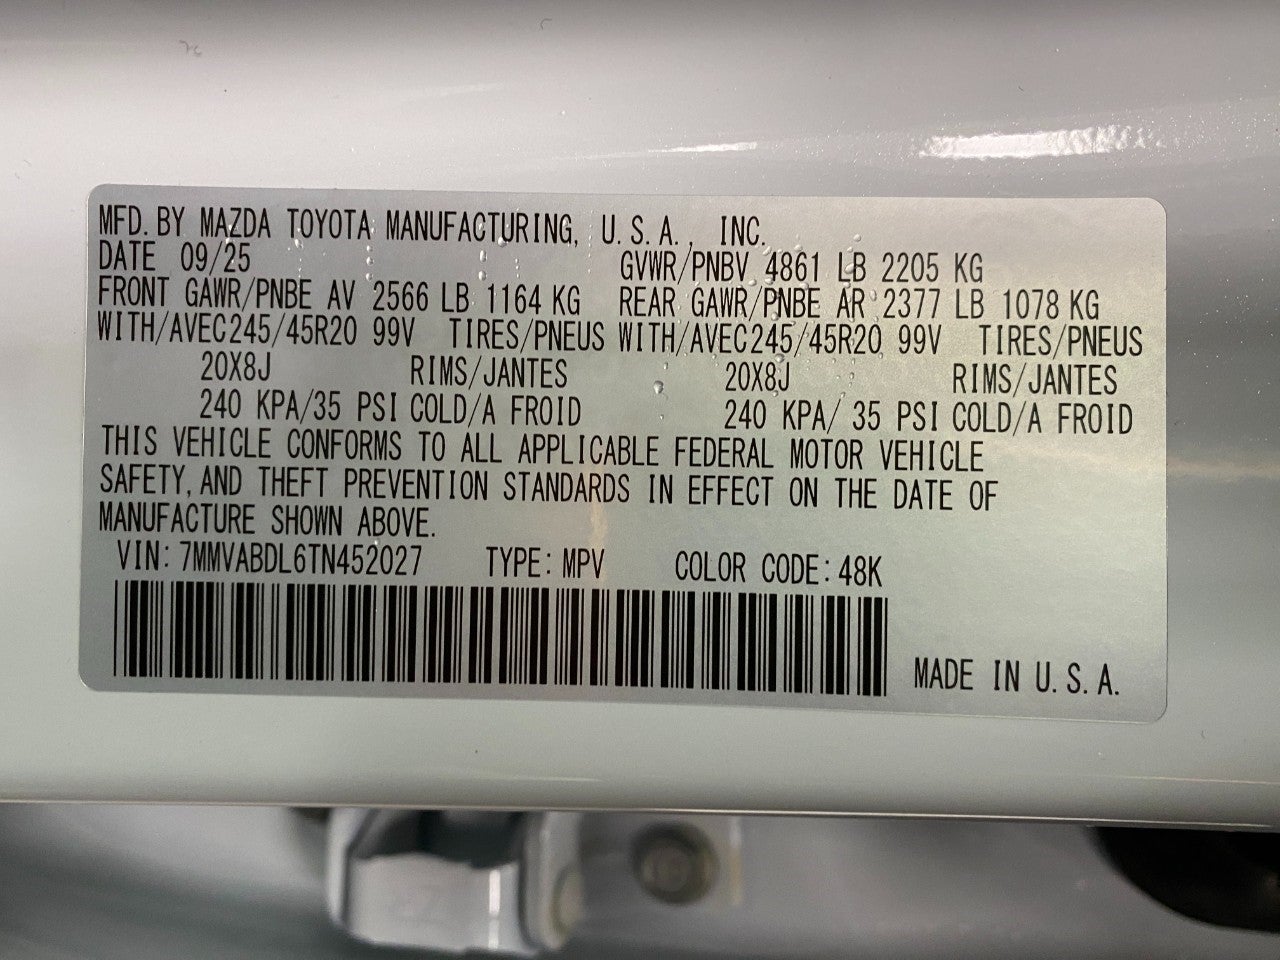 MFD. BY MAZDA TOYOTA MANUFACTURING, U.S.A., INC.
DATE 09/25 GVWR/PNBV 4861 LB 2205 KG
FRONT GAWR/PNBE AV 2566 LB 1164 KG REAR GAWR/PNBE AR 2377 LB 1078 KG
WITH/AVEC245/45R20 99V TIRES/PNEUS WITH/AVEC245/45R20 99V TIRES/PNEUS
20X8J RIMS/JANTES 20X8J RIMS/JANTES
240 KPA/35 PSI COLD/A FROID 240 KPA/ 35 PSI COLD/A FROID
THIS VEHICLE CONFORMS TO ALL APPLICABLE FEDERAL MOTOR VEHICLE
SAFETY, AND THEFT PREVENTION STANDARDS IN EFFECT ON THE DATE OF
MANUFACTURE SHOWN ABOVE.
VIN: 7MMVABDL6TN452027 TYPE: MPV COLOR CODE: 48K
MADE IN U.S.A.